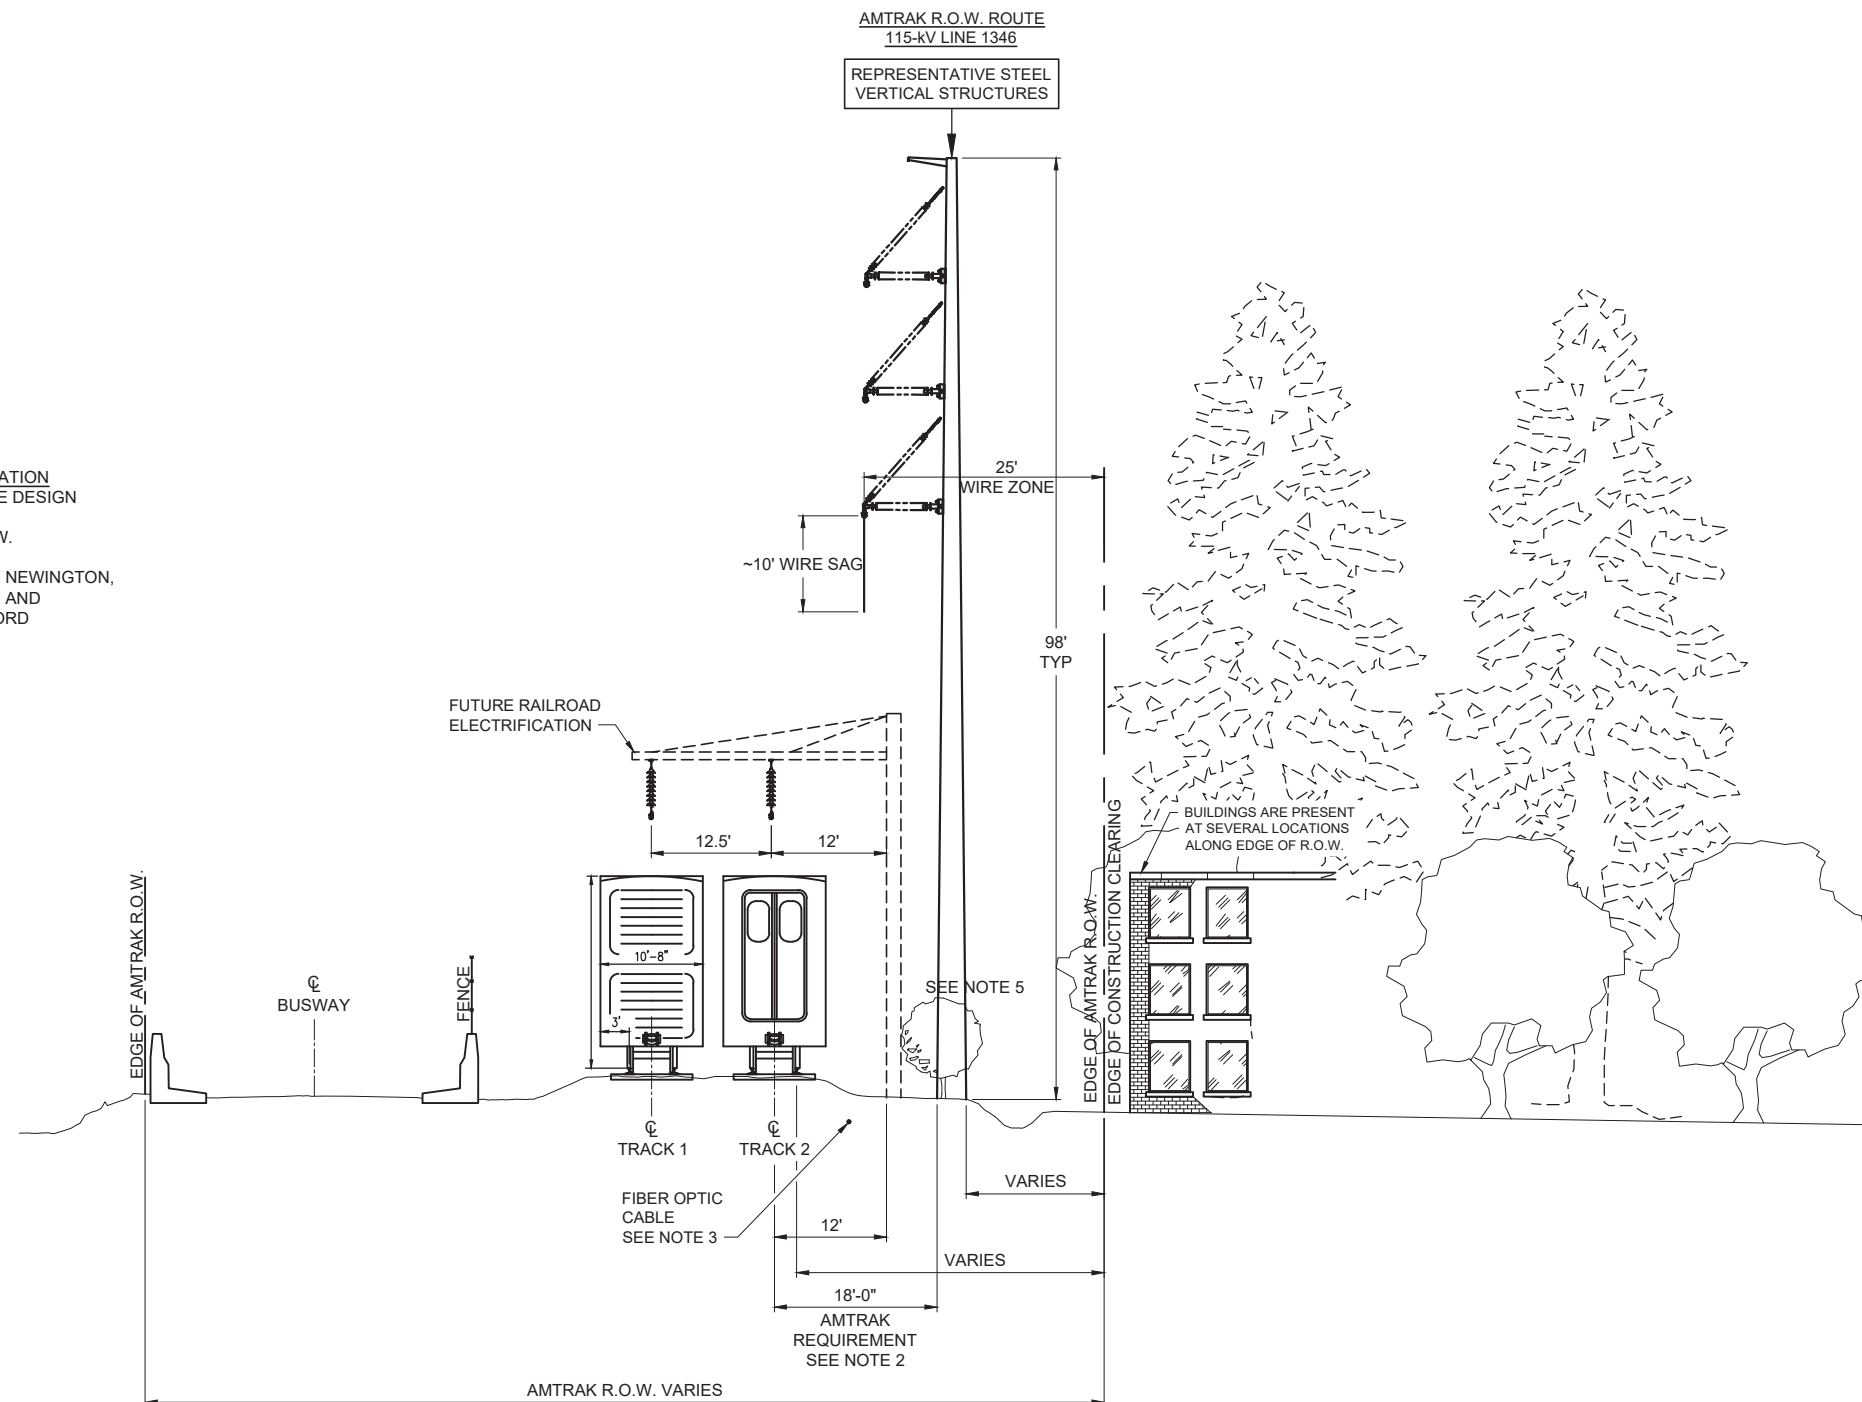 AMTRAK R.O.W. ROUTE
115-kV LINE 1346
REPRESENTATIVE STEEL
VERTICAL STRUCTURES
25'
WIRE ZONE
ATION
E DESIGN
W.
NEWINGTON,
AND
ORD
~10' WIRE SAG
98'
TYP
FUTURE RAILROAD
ELECTRIFICATION
12.5'
12'
BUILDINGS ARE PRESENT
AT SEVERAL LOCATIONS
ALONG EDGE OF R.O.W.
EDGE OF AMTRAK R.O.W.
℄
BUSWAY
FENCE
10'-8"
3'
SEE NOTE 5
EDGE OF AMTRAK R.O.W.
EDGE OF CONSTRUCTION CLEARING
℄
TRACK 1
℄
TRACK 2
FIBER OPTIC
CABLE
SEE NOTE 3
VARIES
12'
VARIES
18'-0"
AMTRAK
REQUIREMENT
SEE NOTE 2
AMTRAK R.O.W. VARIES